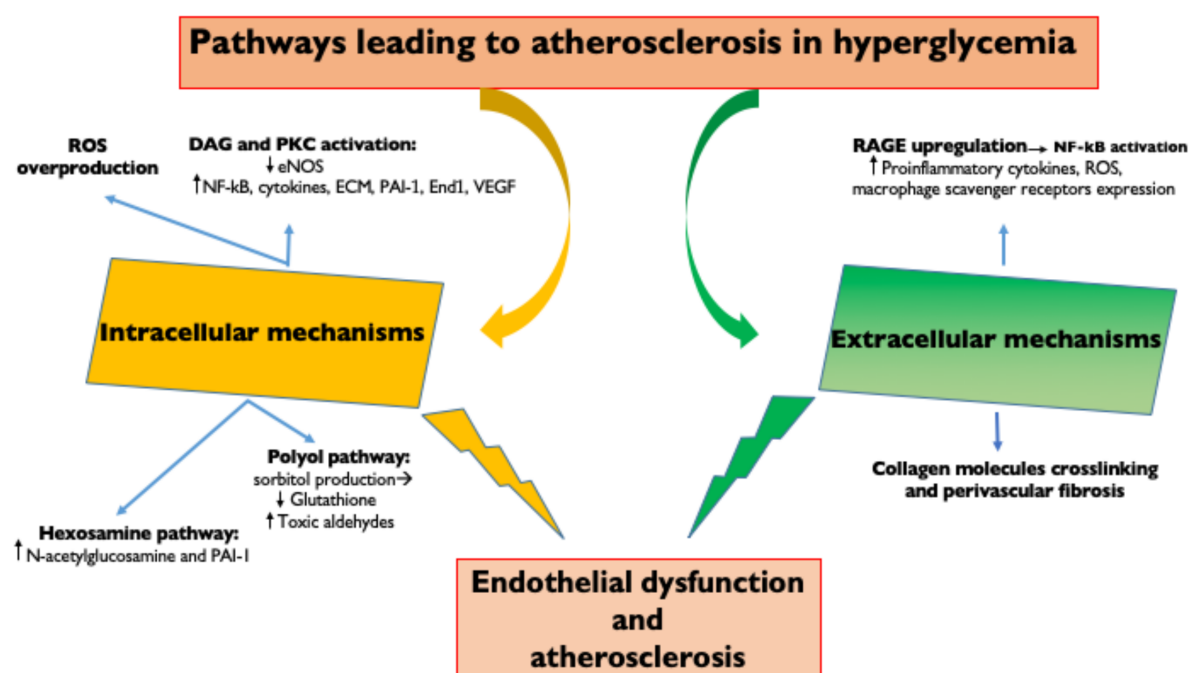 Pathways leading to atherosclerosis in hyperglycemia
ROS
overproduction
DAG and PKC activation:
↓eNOS
↑NF-kB, cytokines, ECM, PAI-1, End1, VEGF
RAGE upregulation→ NF-kB activation
↑Proinflammatory cytokines, ROS,
macrophage scavenger receptors expression
Intracellular mechanisms
Extracellular mechanisms
Polyol pathway:
sorbitol production→
↓ Glutathione
↑Toxic aldehydes
Hexosamine pathway:
↑N-acetylglucosamine and PAI-1
Collagen molecules crosslinking
and perivascular fibrosis
Endothelial dysfunction
and
atherosclerosis